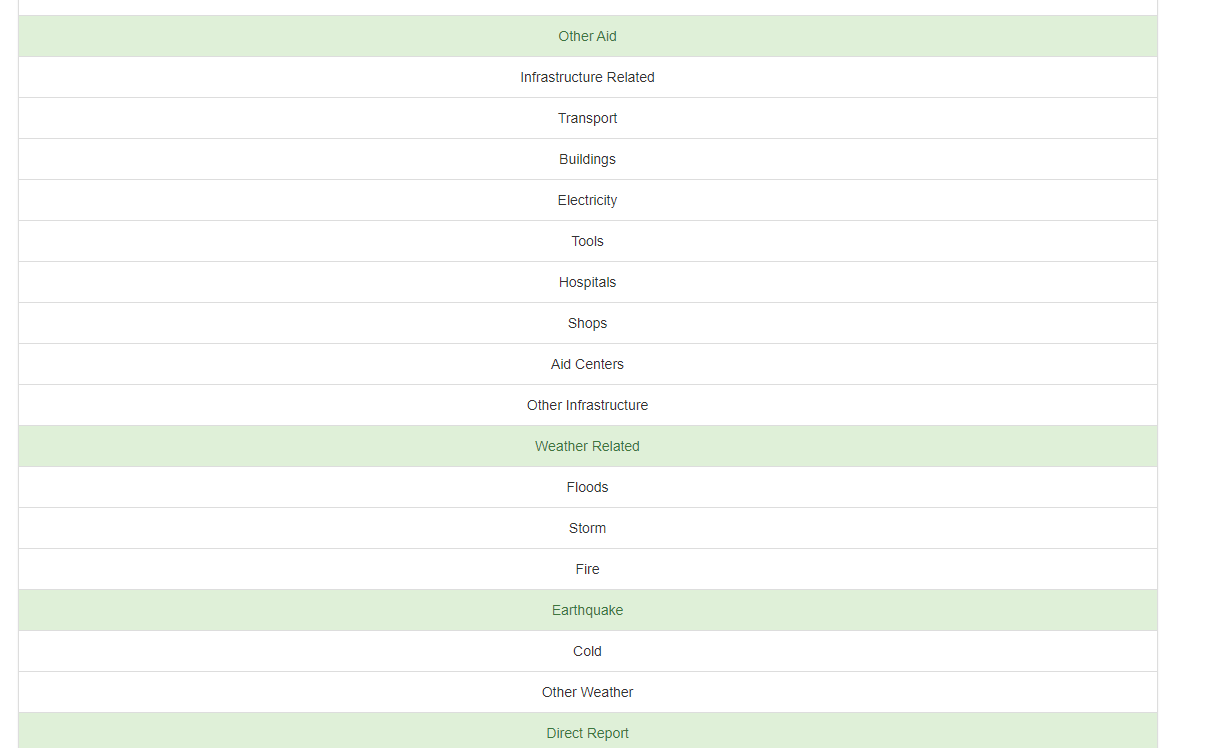 Other Aid
Infrastructure Related
Transport
Buildings
Electricity
Tools
Hospitals
Shops
Aid Centers
Other Infrastructure
Weather Related
Floods
Storm
Fire
Earthquake
Cold
Other Weather
Direct Report